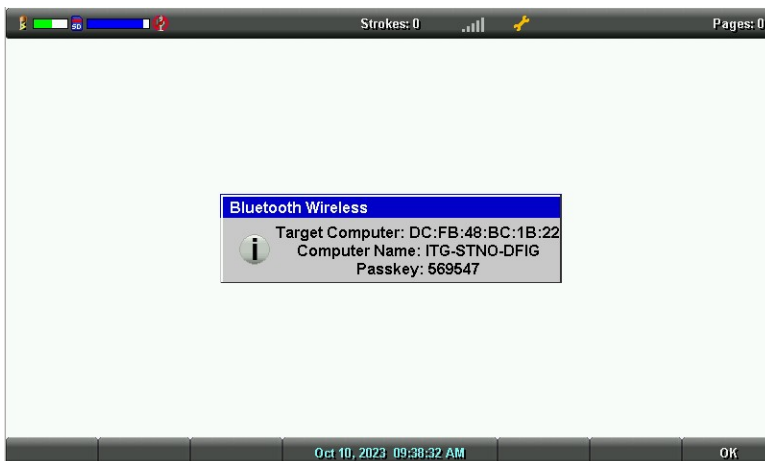 SD
Strokes: 0
Pages: 0
Bluetooth Wireless
i
Target Computer: DC:FB:48:BC:1B:22
Computer Name: ITG-STNO-DFIG
Passkey: 569547
Oct 10, 2023 09:38:32 AM
OK